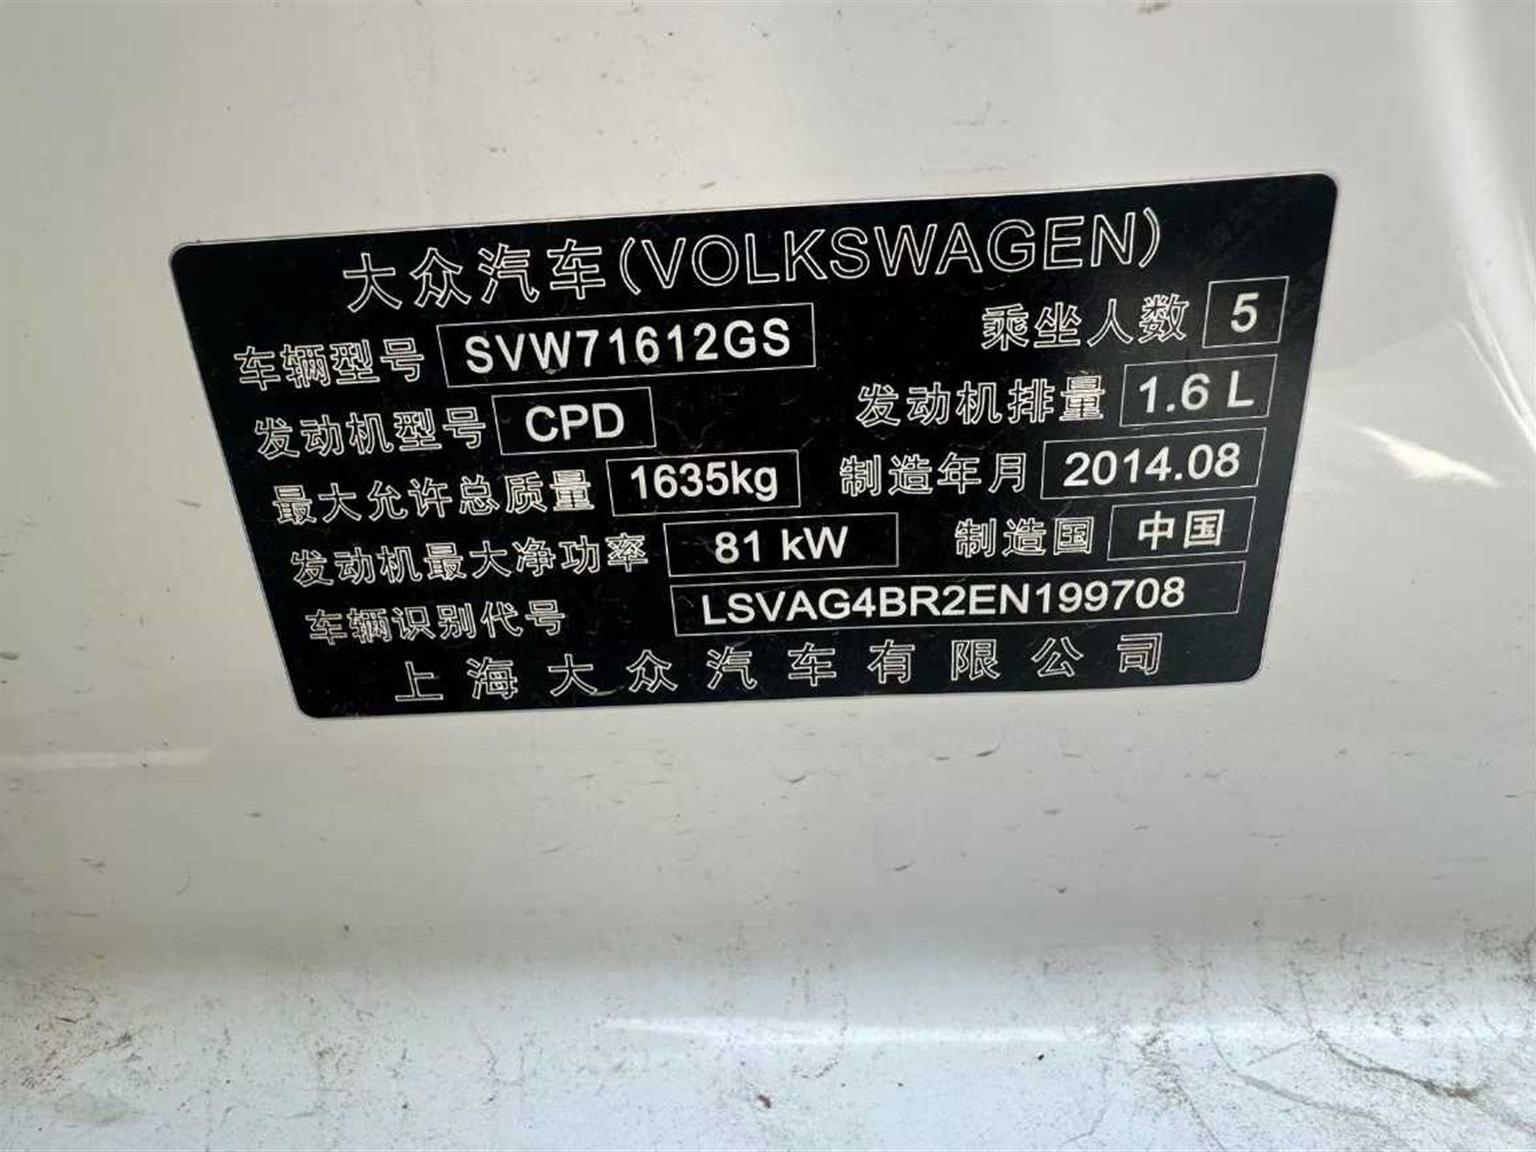 大众汽车(VOLKSWAGEN)
车辆型号 SVW71612GS 乘坐人数 5
发动机型号 CPD 发动机排量 1.6 L
最大允许总质量 1635kg 制造年月 2014.08
发动机最大净功率 81 kW 制造国 中国
车辆识别代号 LSVAG4BR2EN199708
上海大众汽车有限公司